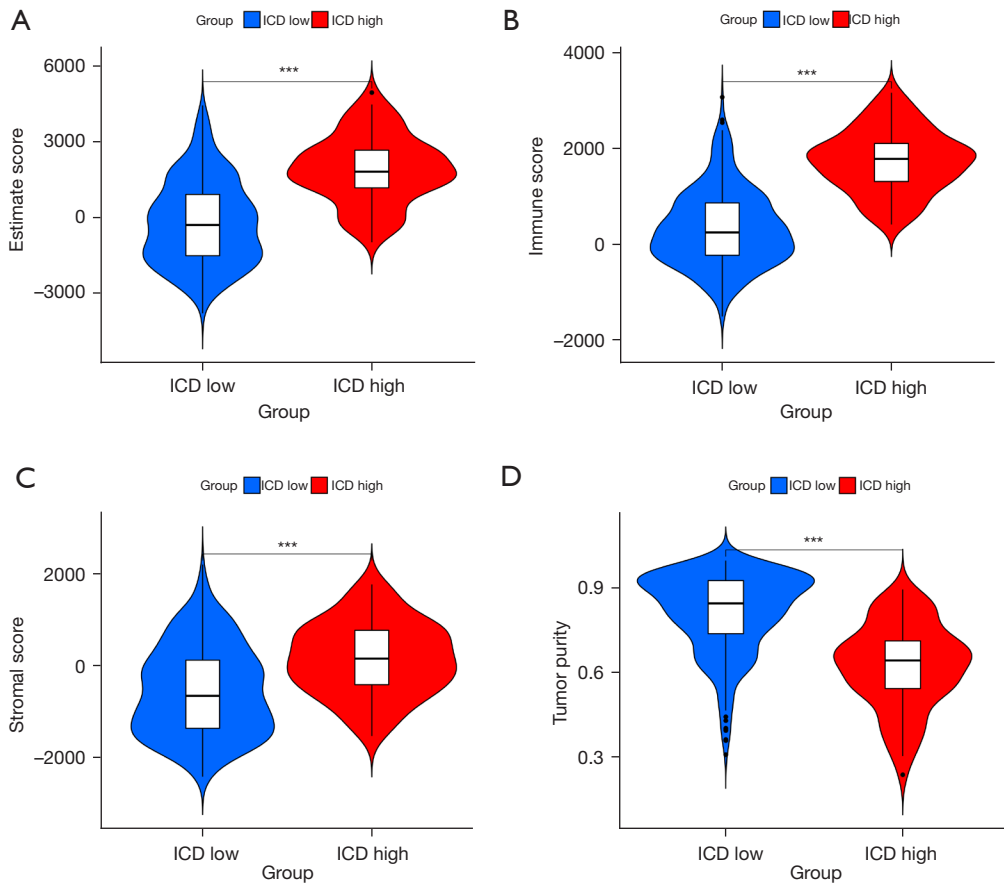 A
Group ICD low ICD high
Estimate score
6000
3000
0
–3000
***
ICD low ICD high
Group
B
Group ICD low ICD high
Immune score
4000
2000
0
–2000
***
ICD low ICD high
Group
C
Group ICD low ICD high
Stromal score
2000
0
–2000
***
ICD low ICD high
Group
D
Group ICD low ICD high
Tumor purity
0.9
0.6
0.3
***
ICD low ICD high
Group